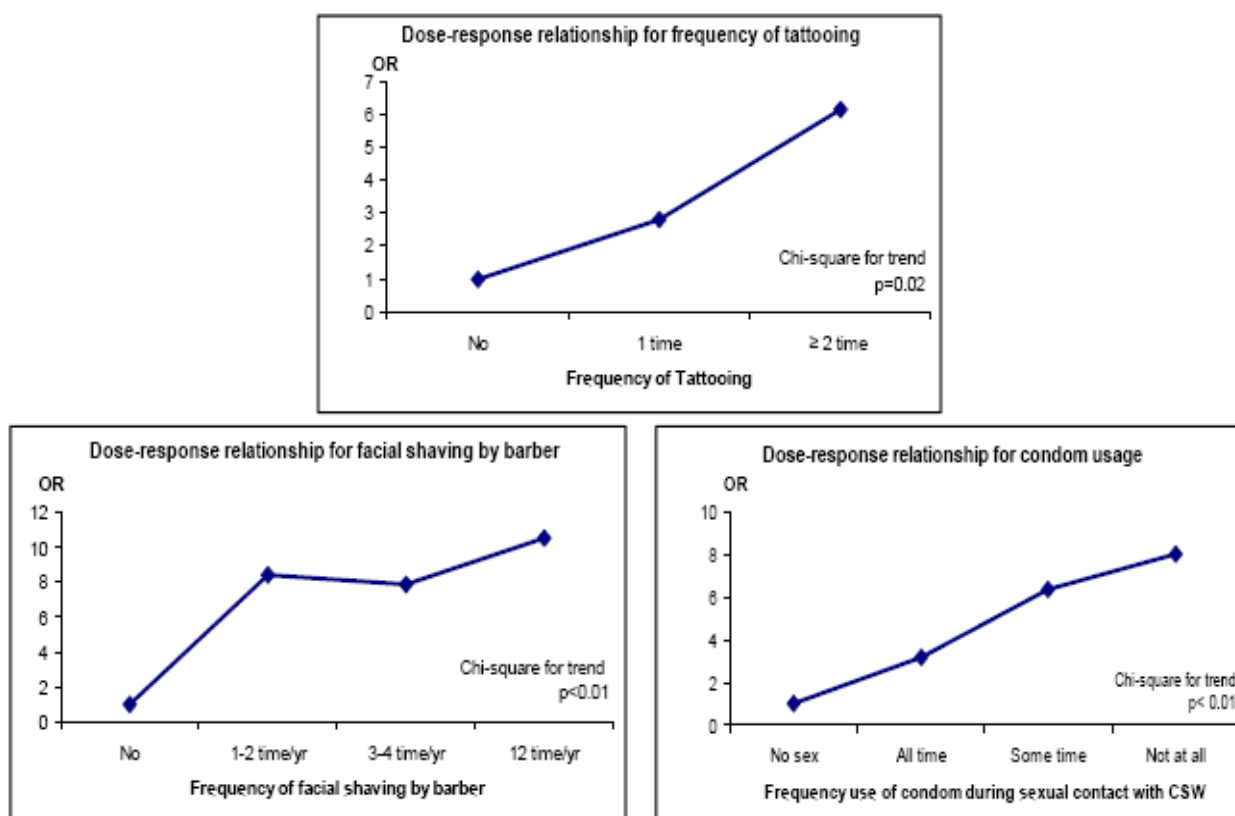 Dose-response relationship for frequency of tattooing
OR
7
6
5
4
3
2
1
0
Chi-square for trend
p=0.02
No 1 time ≥ 2 time
Frequency of Tattooing
Dose-response relationship for facial shaving by barber
OR
12
10
8
6
4
2
0
Chi-square for trend
p<0.01
No 1-2 time/yr 3-4 time/yr 12 time/yr
Frequency of facial shaving by barber
Dose-response relationship for condom usage
OR
10
8
6
4
2
0
Chi-square for trend
p< 0.01
No sex All time Some time Not at all
Frequency use of condom during sexual contact with CSW